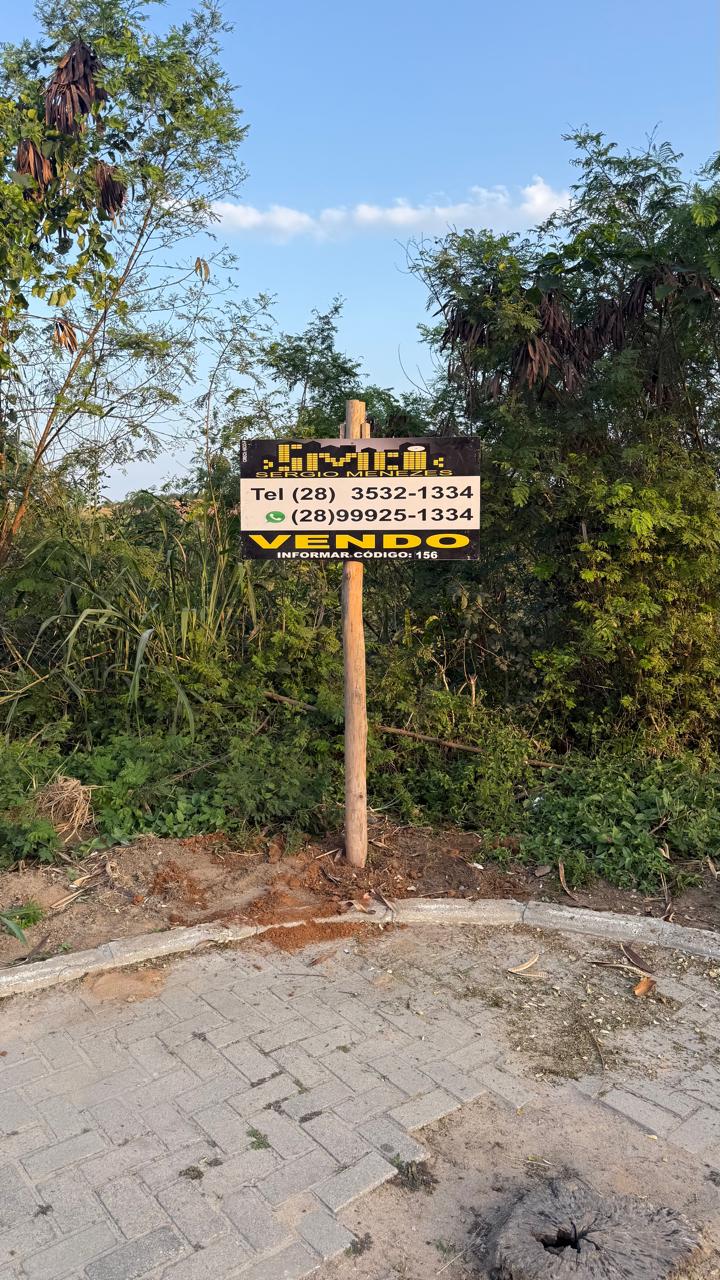 SERGIO MENEZES
Tel (28) 3532-1334
(28)99925-1334
VENDO
INFORMAR CÓDIGO: 156